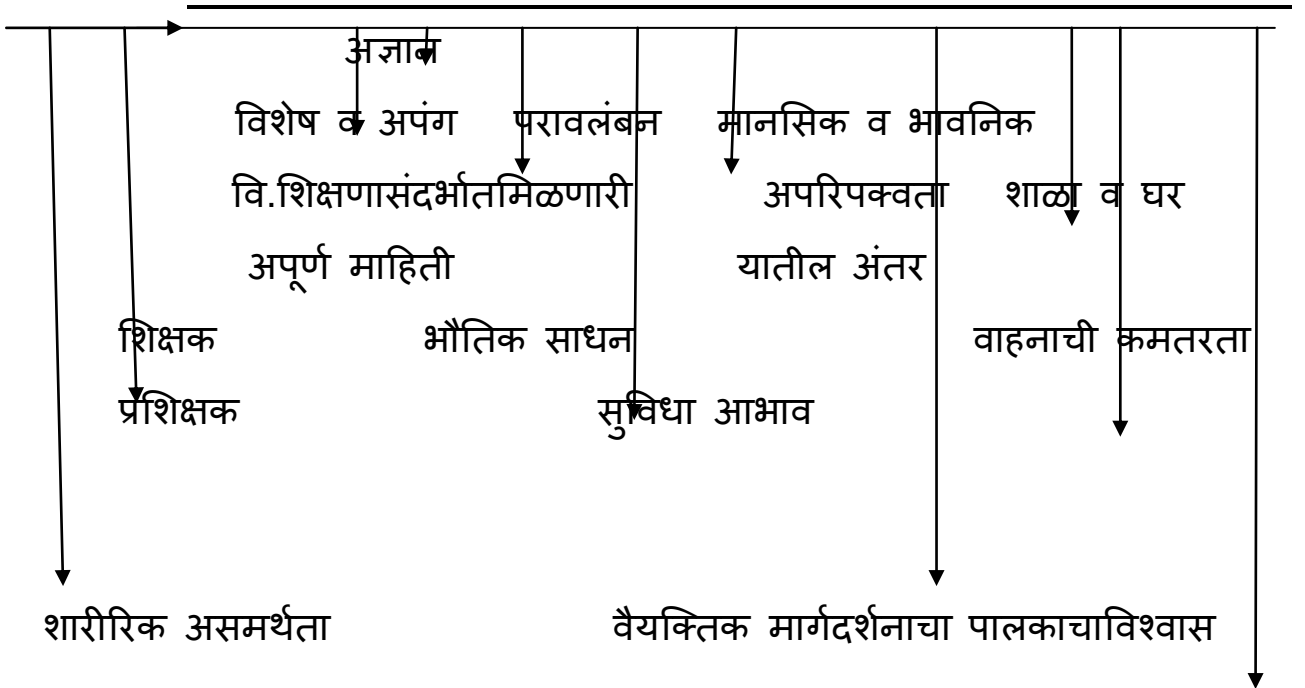 अज्ञान
विशेष व अपंग परावलंबन मानसिक व भावनिक
वि.शिक्षणासंदर्भातमिळणारी अपरिपक्वता शाळा व घर
अपूर्ण माहिती यातील अंतर
शिक्षक भौतिक साधन वाहनाची कमतरता
प्रशिक्षक सुविधा आभाव
शारीरिक असमर्थता वैयक्तिक मार्गदर्शनाचा पालकाचाविश्वास